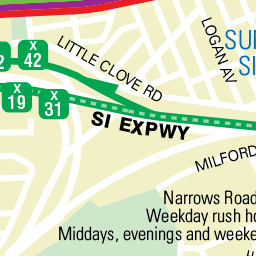 LOGAN AV
LITTLE CLOVE RD
X
42
X
19
X
31
SI EXPWY
MILFORD
Narrows Road
Weekday rush ho
Middays, evenings and weeke